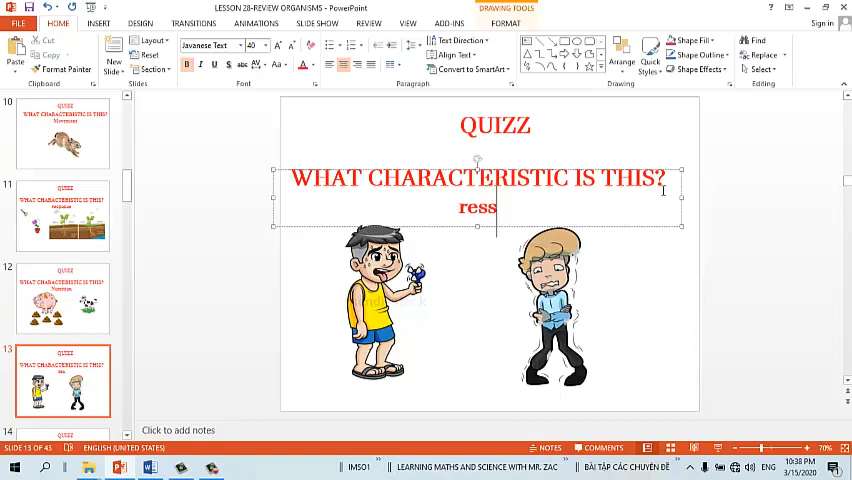 LESSON 28-REVIEW ORGANISMS - PowerPoint
DRAWING TOOLS
Sign in
FILE HOME INSERT DESIGN TRANSITIONS ANIMATIONS SLIDE SHOW REVIEW VIEW ADD-INS FORMAT
Paste
Cut
Copy
Format Painter
Clipboard
New
Slide
Layout
Reset
Section
Slides
Japanese Text 40
Font
Text Direction
Align Text
Convert to SmartArt
Paragraph
Arrange
Quick
Styles
Shape Fill
Shape Outline
Shape Effects
Drawing
Find
Replace
Select
Editing
10
QUIZZ
WHAT CHARACTERISTIC IS THIS?
Movement
11
QUIZZ
WHAT CHARACTERISTIC IS THIS?
response
12
QUIZZ
WHAT CHARACTERISTIC IS THIS?
Nutrition
13
QUIZZ
WHAT CHARACTERISTIC IS THIS?
14
QUIZZ
QUIZZ
WHAT CHARACTERISTIC IS THIS?
ress
Click to add notes
SLIDE 13 OF 43 ENGLISH (UNITED STATES) NOTES COMMENTS 70%
IMSO1 LEARNING MATHS AND SCIENCE WITH MR. ZAC BÀI TẬP CÁC CHUYÊN ĐỀ ENG
10:38 PM
3/15/2020